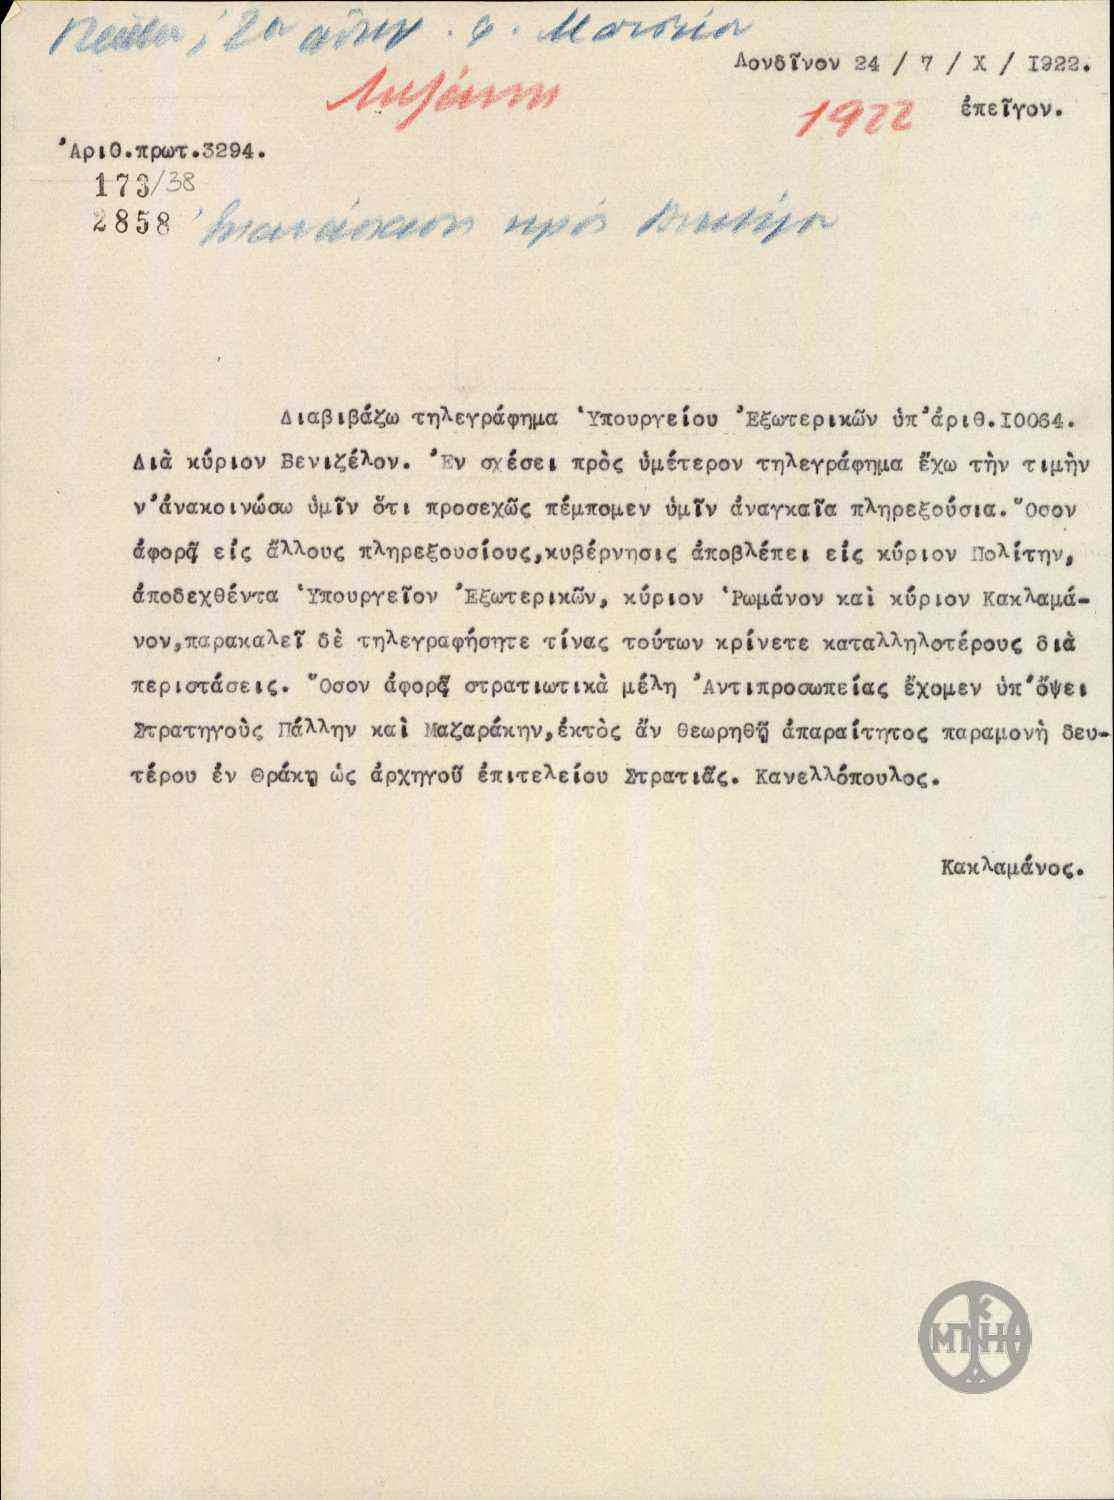 Λονδῖνον 24 / 7 / X / 1922.
Λωζάννη
1922
ἐπεῖγον.
Ἀριθ.πρωτ.3294.
173/38
2858
πρός
Διαβιβάζω τηλεγράφημα Ὑπουργείου Ἐξωτερικῶν ὑπ'ἀριθ.10064.
Διὰ κύριον Βενιζέλον. Ἐν σχέσει πρὸς ὑμέτερον τηλεγράφημα ἔχω τὴν τιμὴν
ν'ἀνακοινώσω ὑμῖν ὅτι προσεχῶς πέμπομεν ὑμῖν ἀναγκαῖα πληρεξούσια. Ὅσον
ἀφορᾷ εἰς ἄλλους πληρεξουσίους,κυβέρνησις ἀποβλέπει εἰς κύριον Πολίτην,
ἀποδεχθέντα Ὑπουργεῖον Ἐξωτερικῶν, κύριον Ῥωμάνον καὶ κύριον Κακλαμά-
νον,παρακαλεῖ δὲ τηλεγραφήσητε τίνας τούτων κρίνετε καταλληλοτέρους διὰ
περιστάσεις. Ὅσον ἀφορᾷ στρατιωτικὰ μέλη Ἀντιπροσωπείας ἔχομεν ὑπ'ὄψει
Στρατηγοὺς Πάλλην καὶ Μαζαράκην,ἐκτὸς ἄν θεωρηθῇ ἀπαραίτητος παραμονὴ δευ-
τέρου ἐν Θράκῃ ὡς ἀρχηγοῦ ἐπιτελείου Στρατιᾶς. Κανελλόπουλος.
Κακλαμάνος.